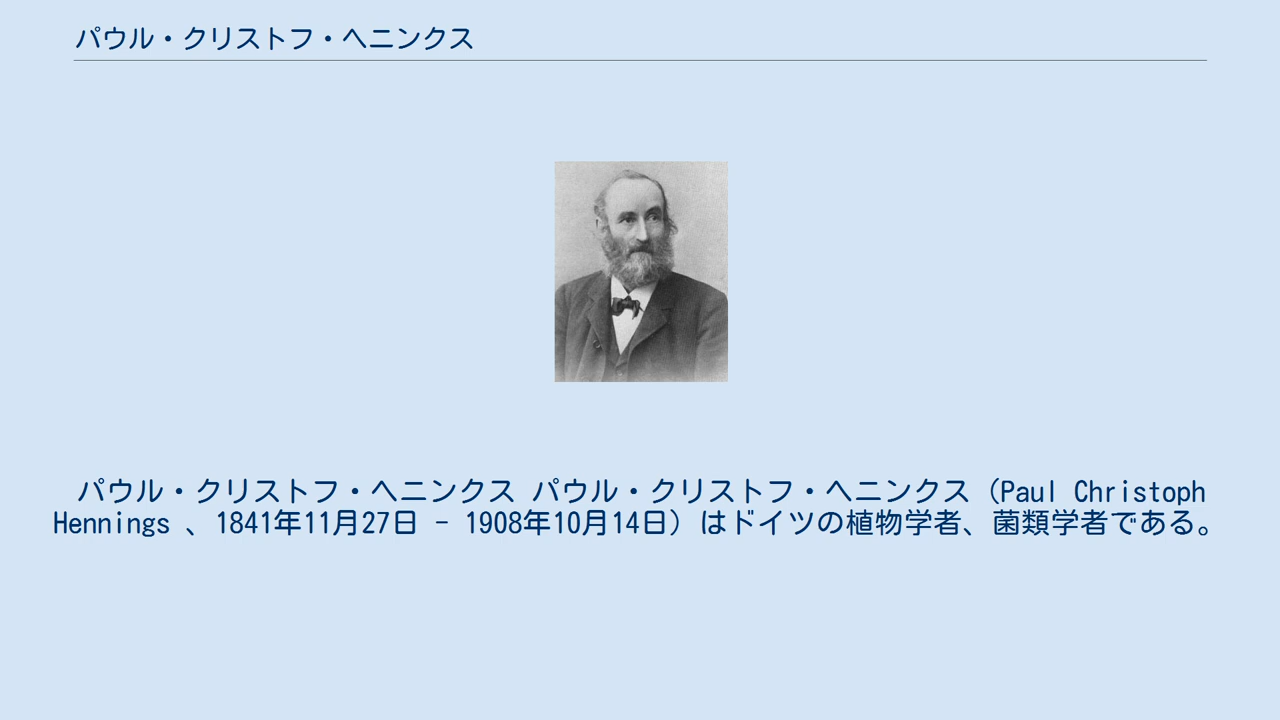 パウル・クリストフ・ヘニンクス
パウル・クリストフ・ヘニンクス パウル・クリストフ・ヘニンクス（Paul Christoph
Hennings 、1841年11月27日 – 1908年10月14日）はドイツの植物学者、菌類学者である。